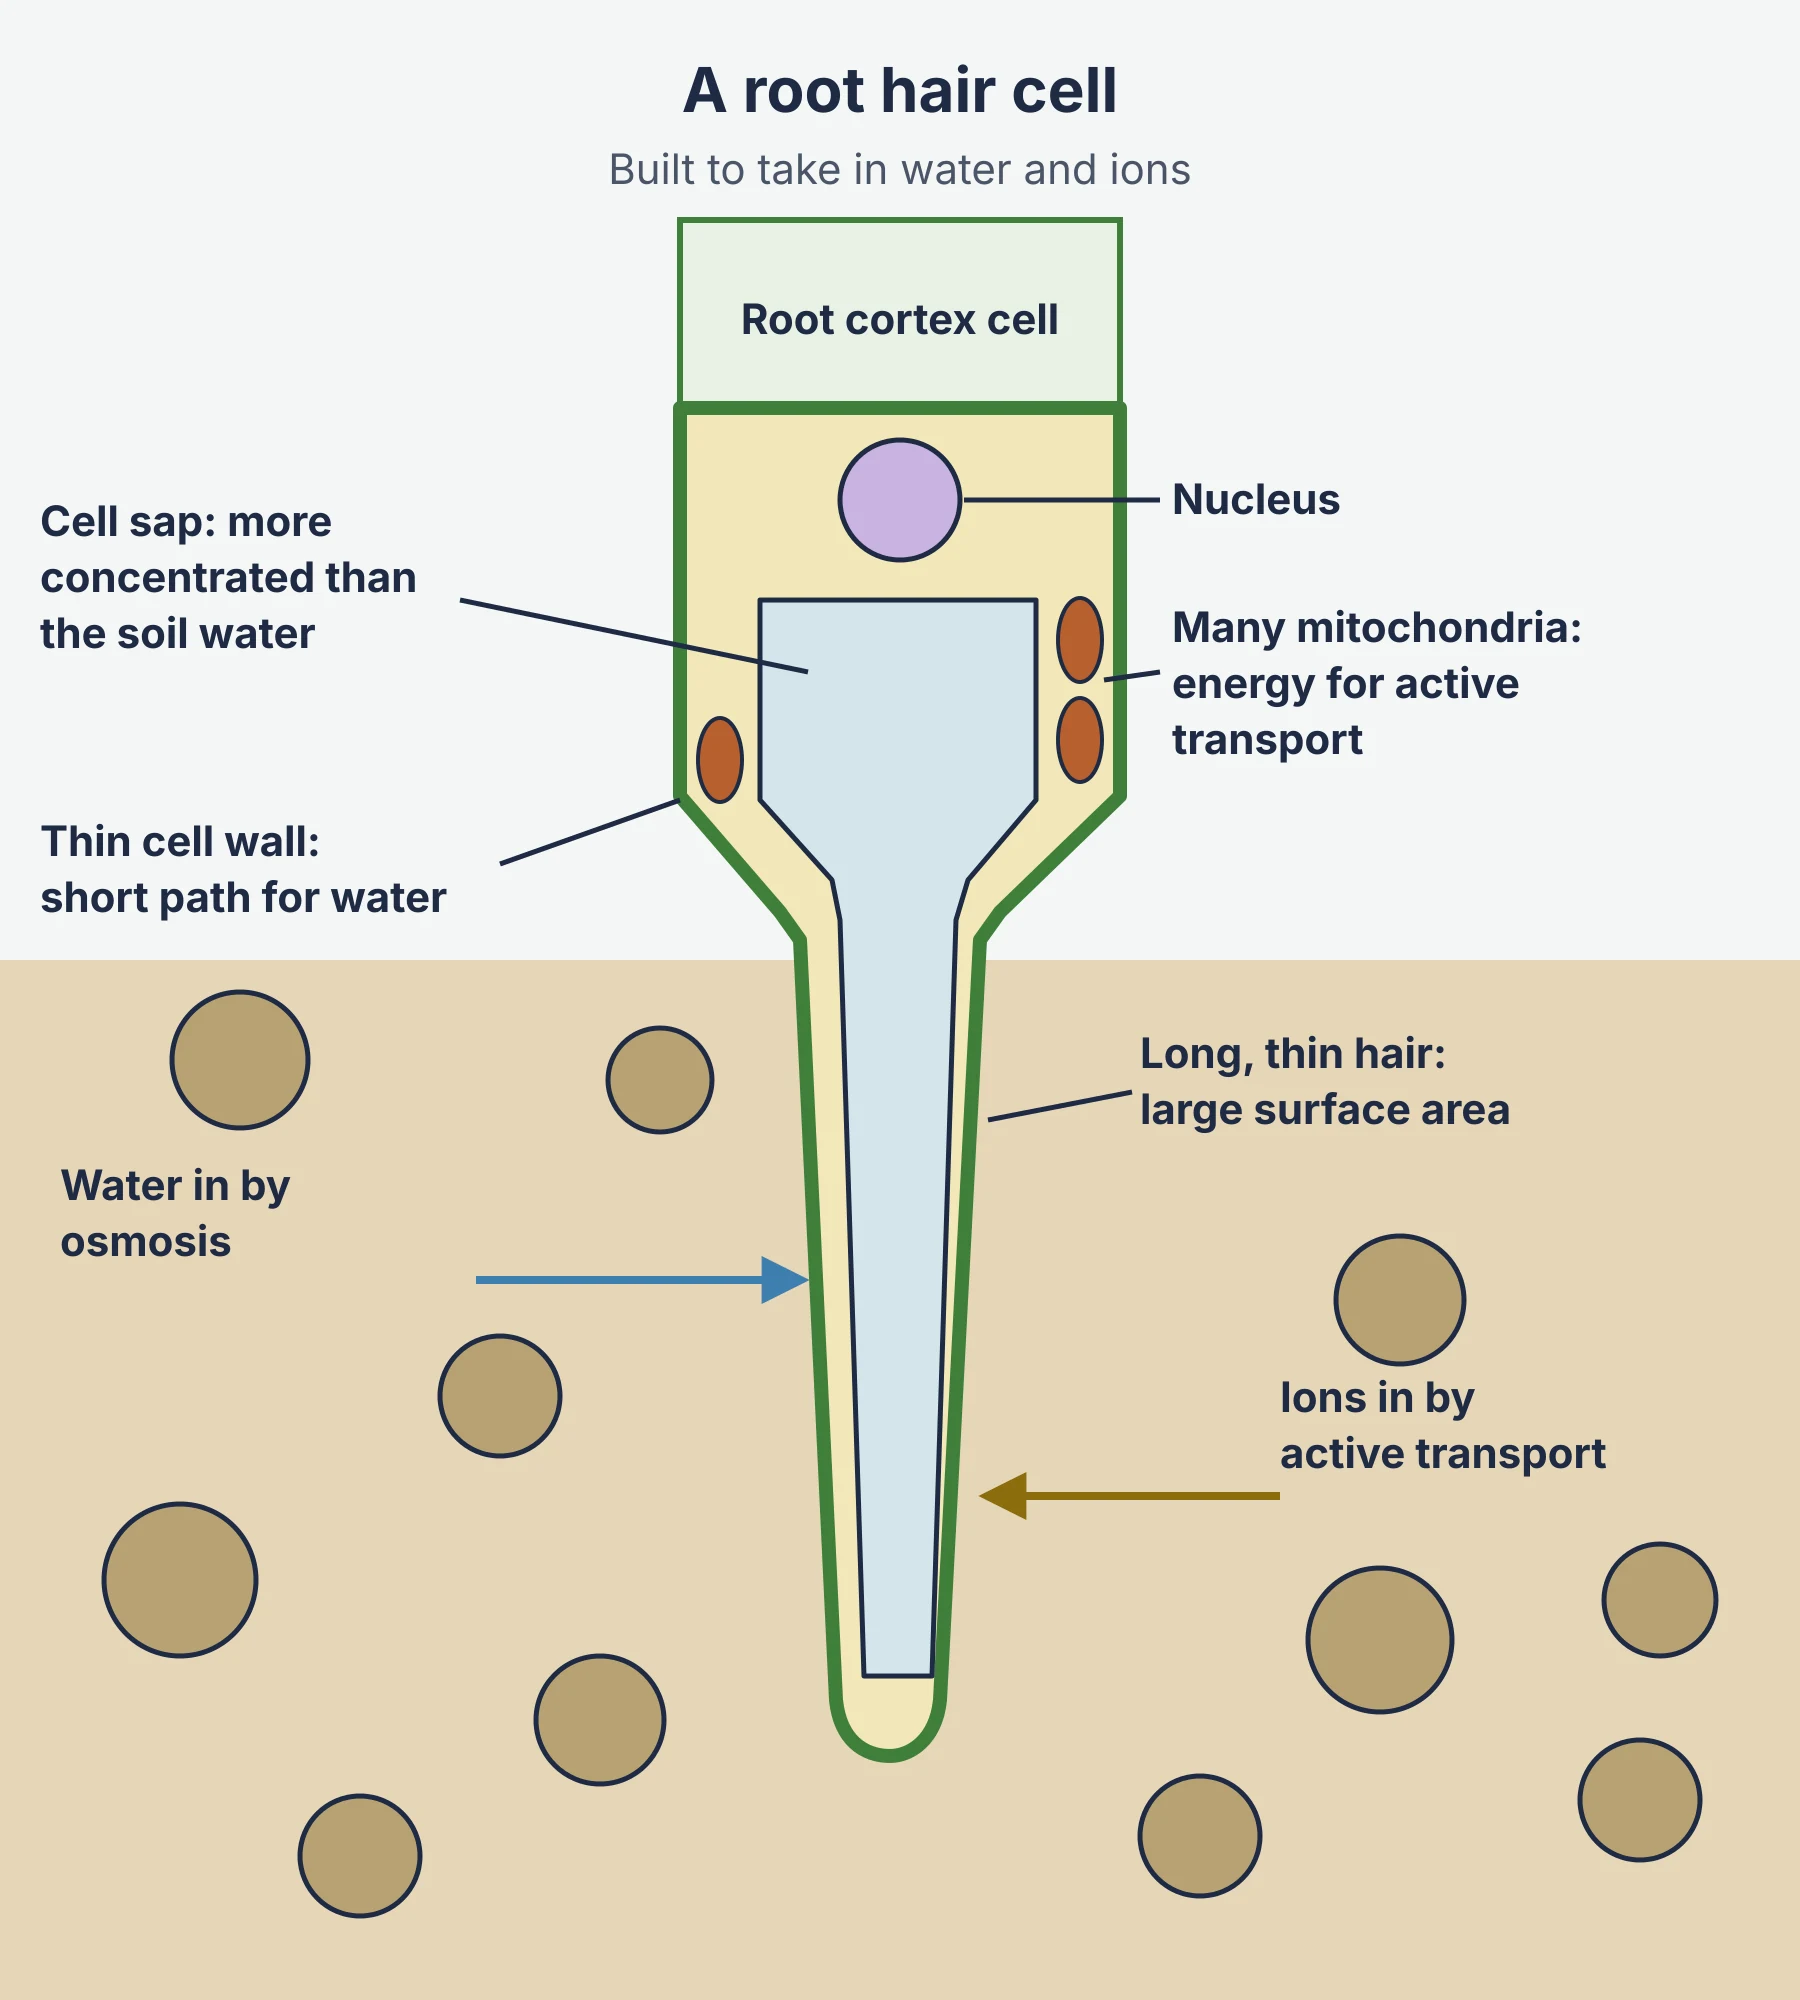 A root hair cell
Built to take in water and ions
Root cortex cell
Cell sap: more
concentrated than
the soil water
Nucleus
Many mitochondria:
energy for active
transport
Thin cell wall:
short path for water
Long, thin hair:
large surface area
Water in by
osmosis
Ions in by
active transport